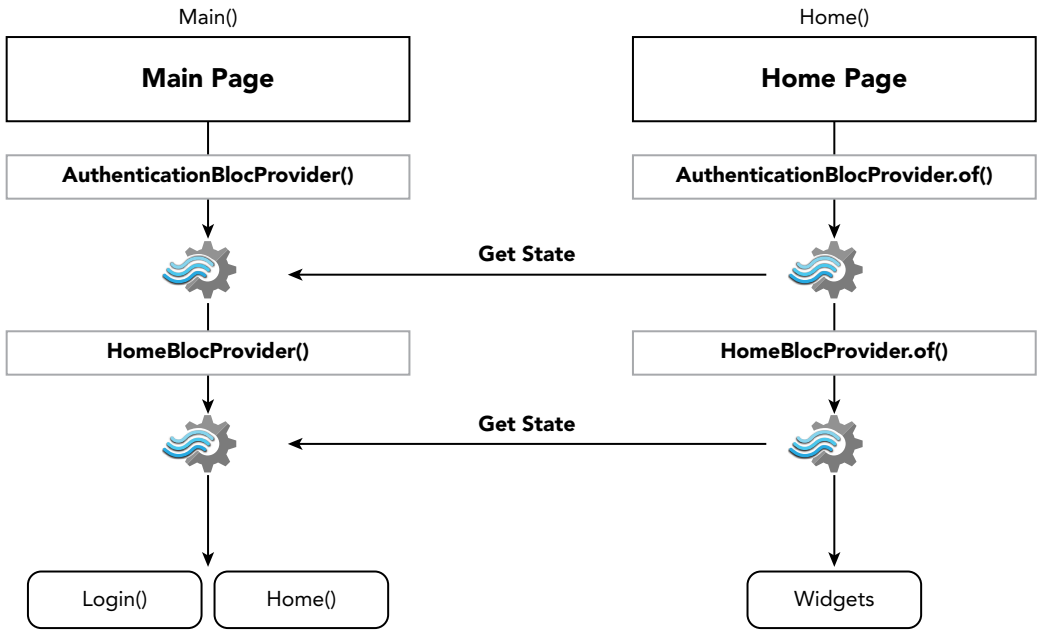 Main()
Home()
Main Page
Home Page
AuthenticationBlocProvider()
AuthenticationBlocProvider.of()
Get State
HomeBlocProvider()
HomeBlocProvider.of()
Get State
Login()
Home()
Widgets